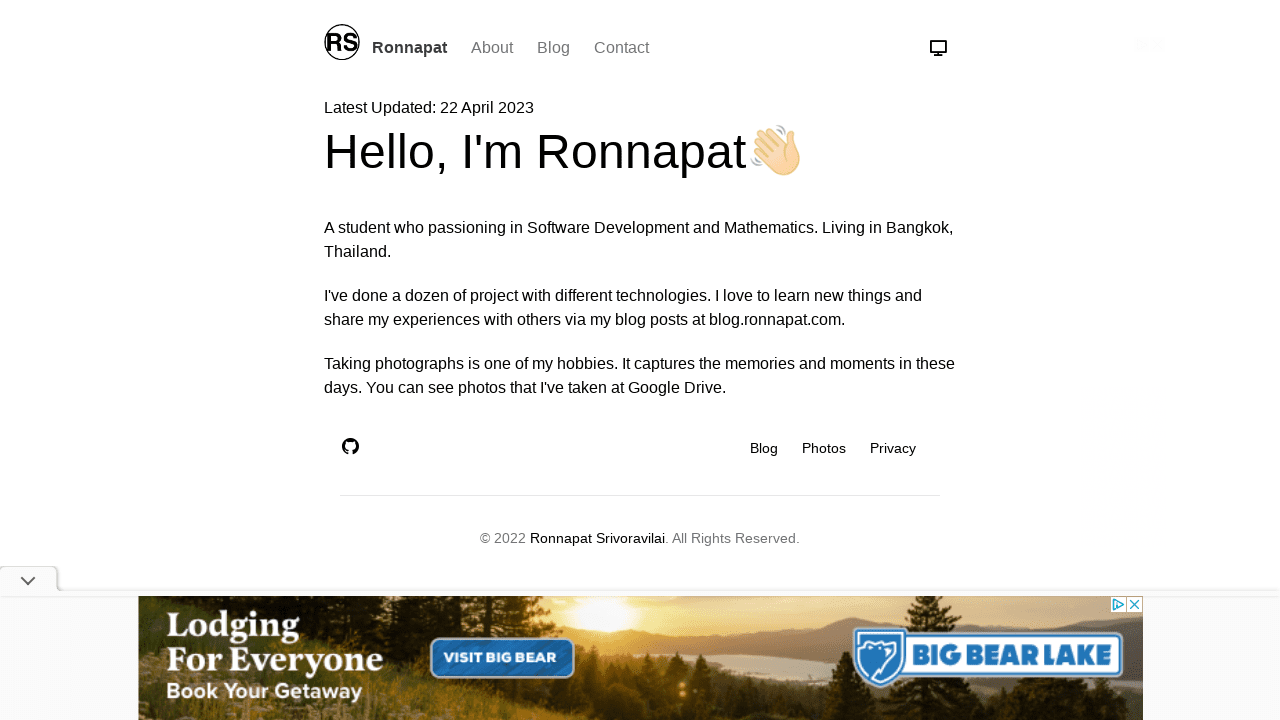 RS
Ronnapat About Blog Contact
Latest Updated: 22 April 2023
Hello, I'm Ronnapat👋🏼
A student who passioning in Software Development and Mathematics. Living in Bangkok,
Thailand.
I've done a dozen of project with different technologies. I love to learn new things and
share my experiences with others via my blog posts at blog.ronnapat.com.
Taking photographs is one of my hobbies. It captures the memories and moments in these
days. You can see photos that I've taken at Google Drive.
Blog Photos Privacy
© 2022 Ronnapat Srivoravilai. All Rights Reserved.
Lodging
For Everyone
Book Your Getaway
VISIT BIG BEAR
BIG BEAR LAKE